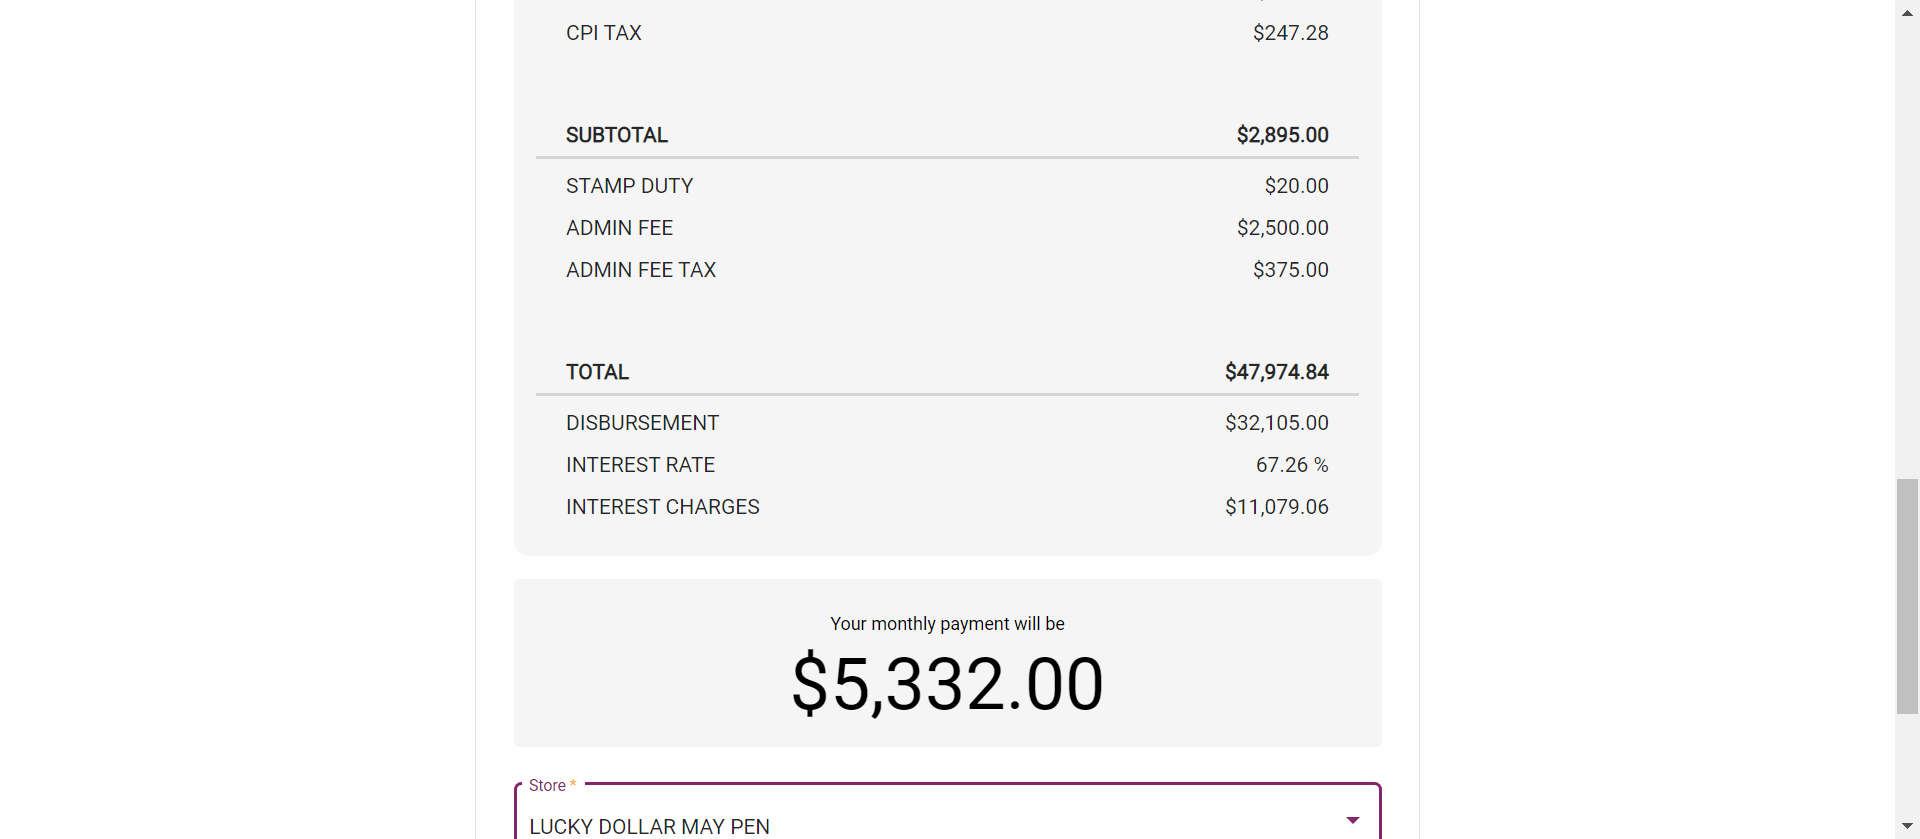 CPI TAX $247.28
SUBTOTAL $2,895.00
STAMP DUTY $20.00
ADMIN FEE $2,500.00
ADMIN FEE TAX $375.00
TOTAL $47,974.84
DISBURSEMENT $32,105.00
INTEREST RATE 67.26 %
INTEREST CHARGES $11,079.06
Your monthly payment will be
$5,332.00
Store *
LUCKY DOLLAR MAY PEN